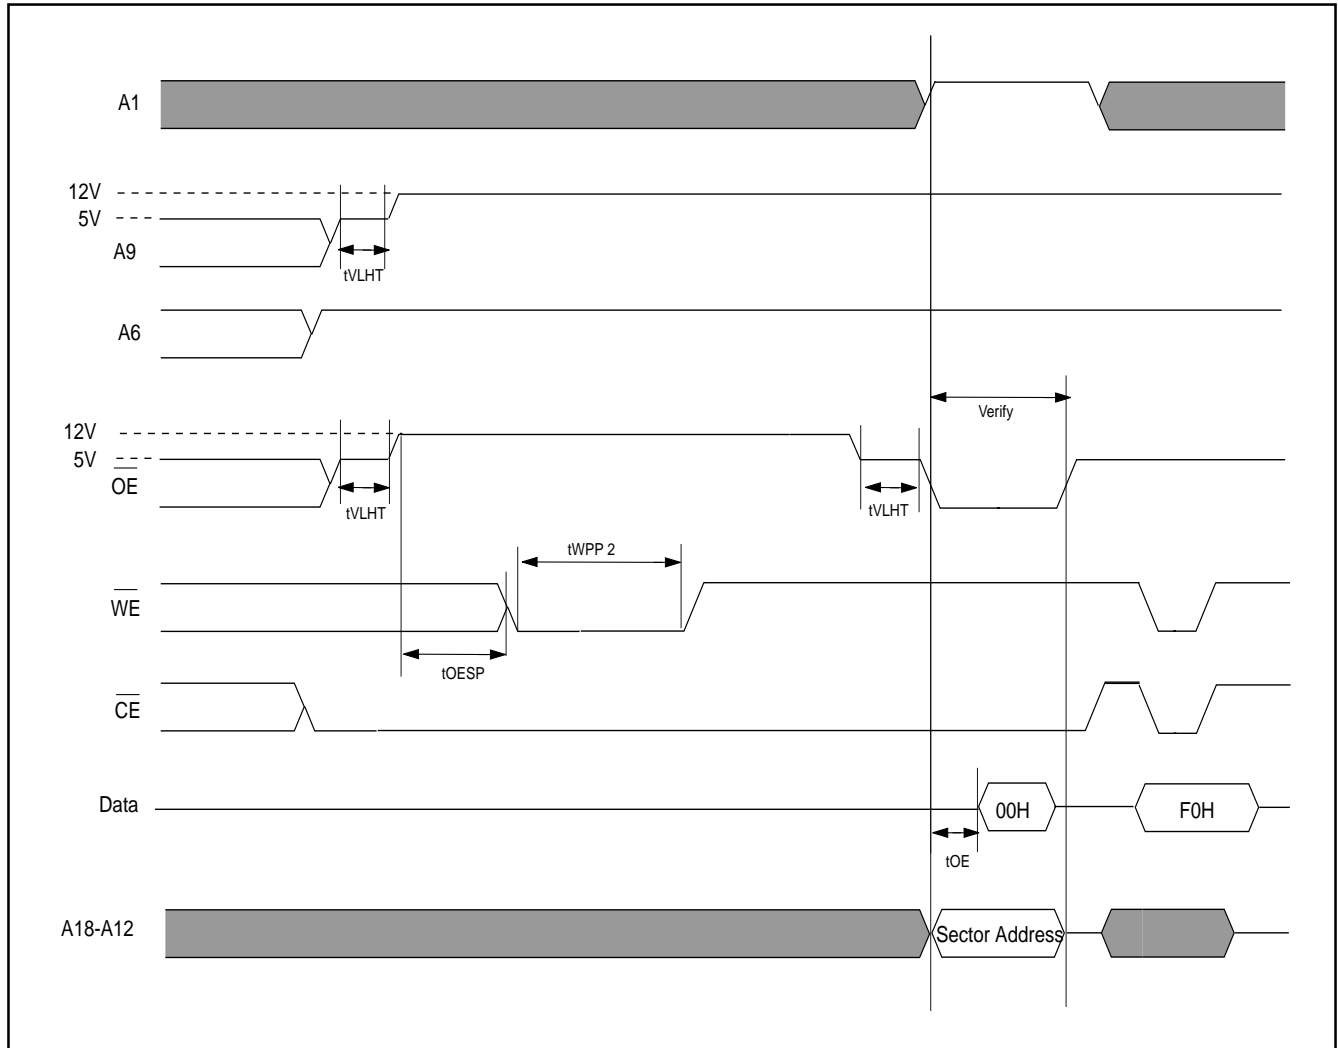 A1
12V
5V
A9
tVLHT
A6
Verify
12V
5V
OE
tVLHT
tVLHT
tWPP 2
WE
tOESP
CE
Data
00H
F0H
tOE
A18-A12
Sector Address